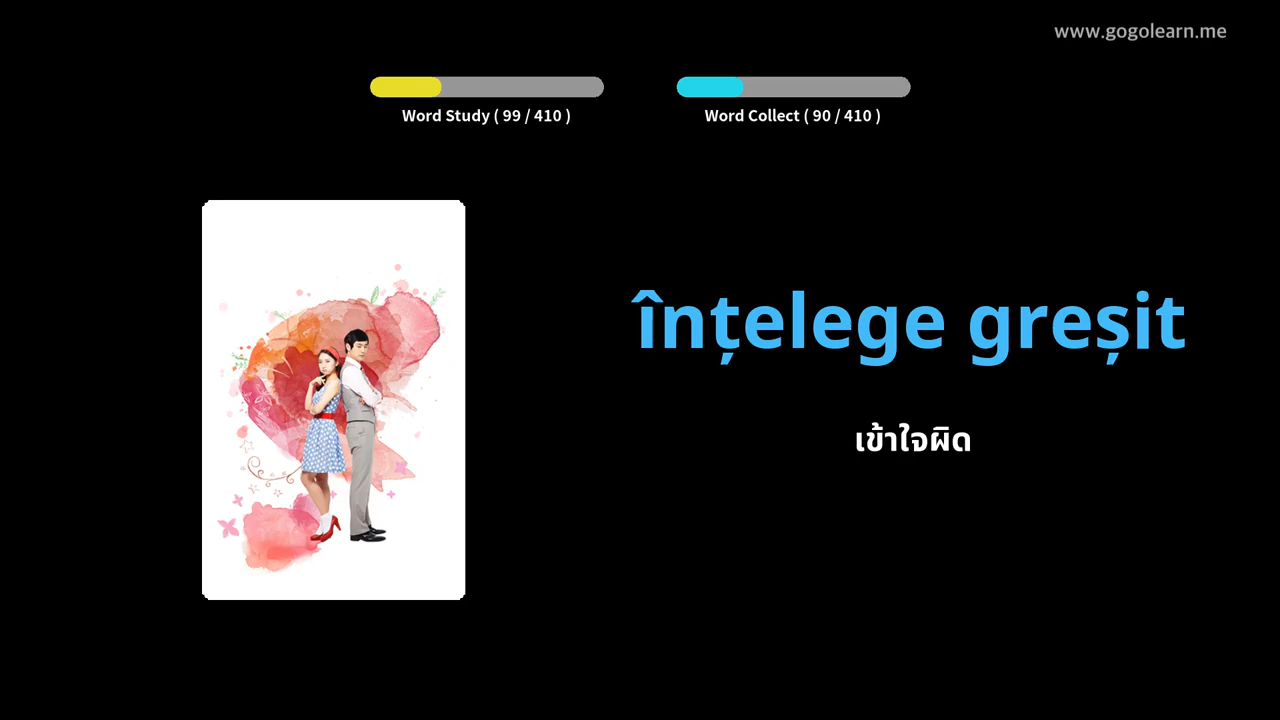 www.gogolearn.me
Word Study ( 99 / 410 )
Word Collect ( 90 / 410 )
înțelege greșit
เข้าใจผิด